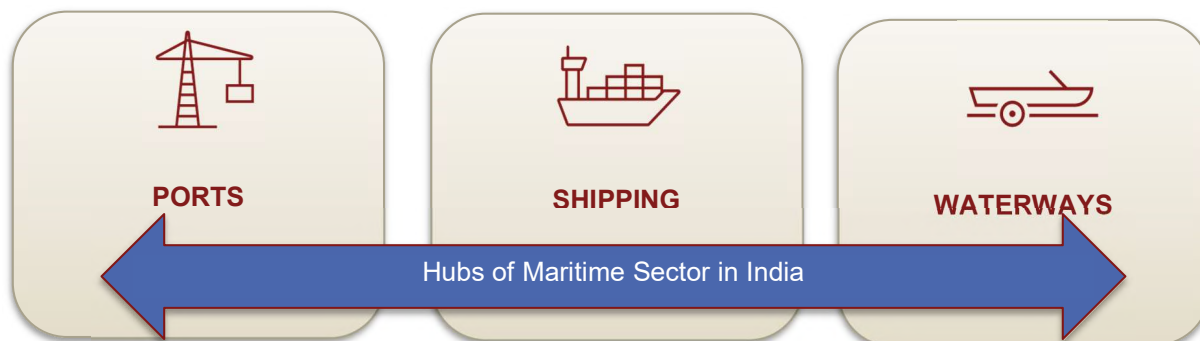 PORTS
SHIPPING
WATERWAYS
Hubs of Maritime Sector in India